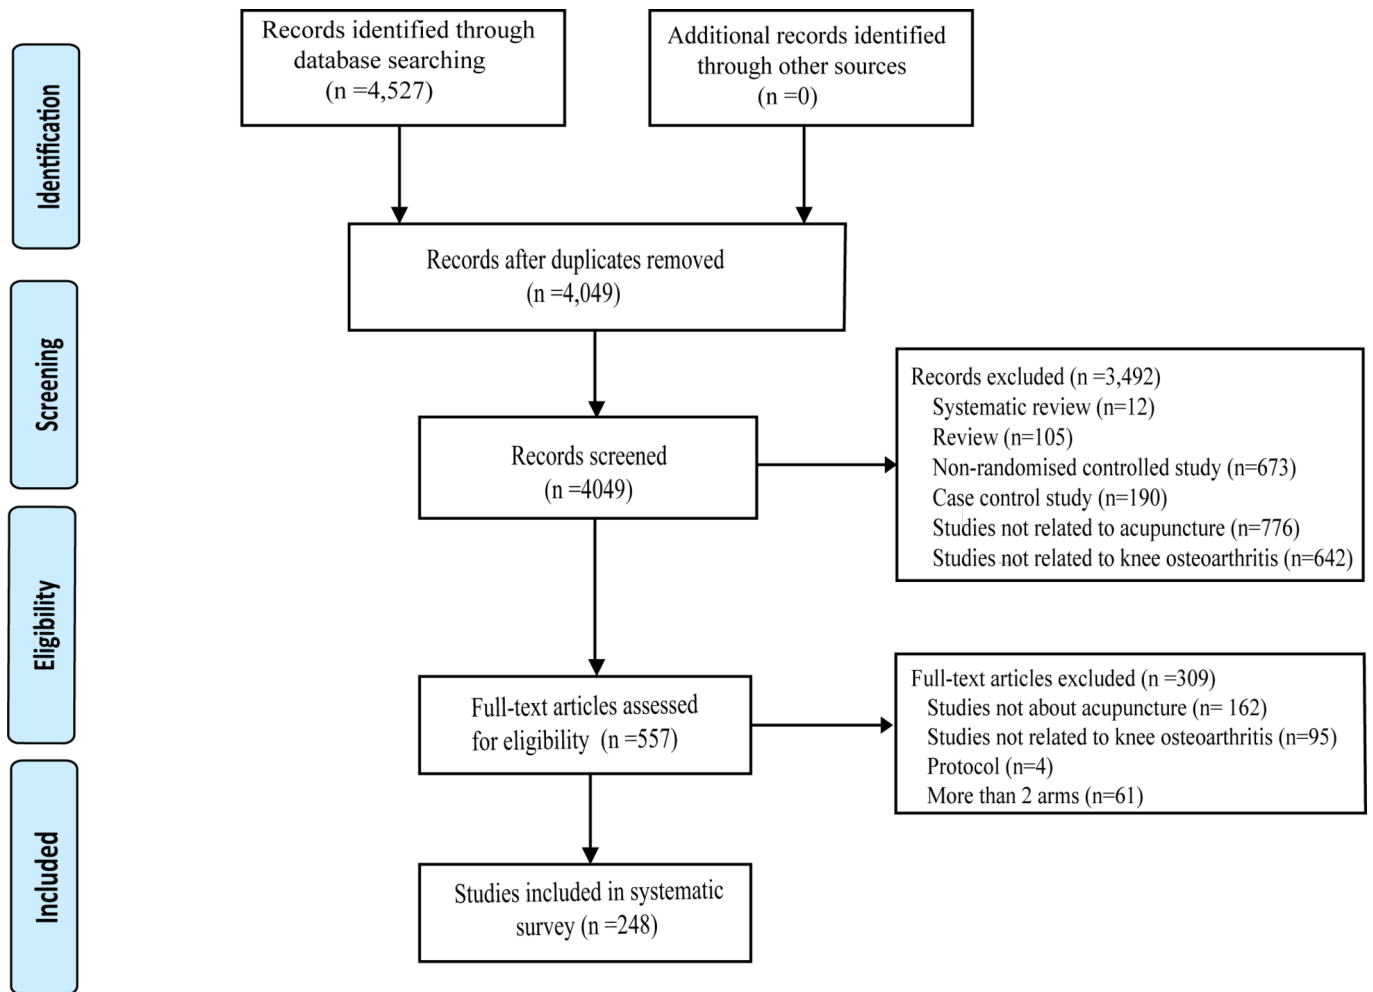 Identification
Records identified through
database searching
(n =4,527)
Additional records identified
through other sources
(n =0)
Records after duplicates removed
(n =4,049)
Screening
Records screened
(n =4049)
Records excluded (n =3,492)
Systematic review (n=12)
Review (n=105)
Non-randomised controlled study (n=673)
Case control study (n=190)
Studies not related to acupuncture (n=776)
Studies not related to knee osteoarthritis (n=642)
Eligibility
Full-text articles assessed
for eligibility (n =557)
Full-text articles excluded (n =309)
Studies not about acupuncture (n= 162)
Studies not related to knee osteoarthritis (n=95)
Protocol (n=4)
More than 2 arms (n=61)
Included
Studies included in systematic
survey (n =248)